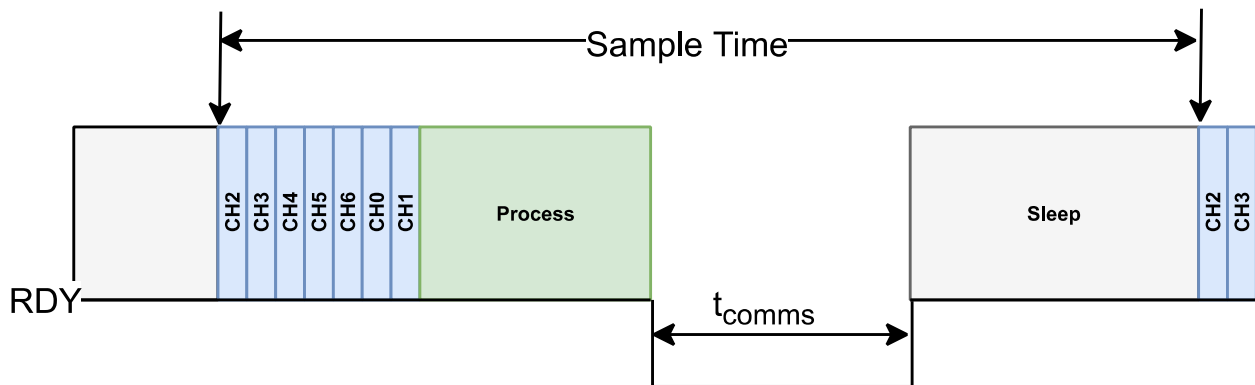 Sample Time
CH2
CH3
CH4
CH5
CH6
CH0
CH1
Process
Sleep
CH2
CH3
RDY
tcomms